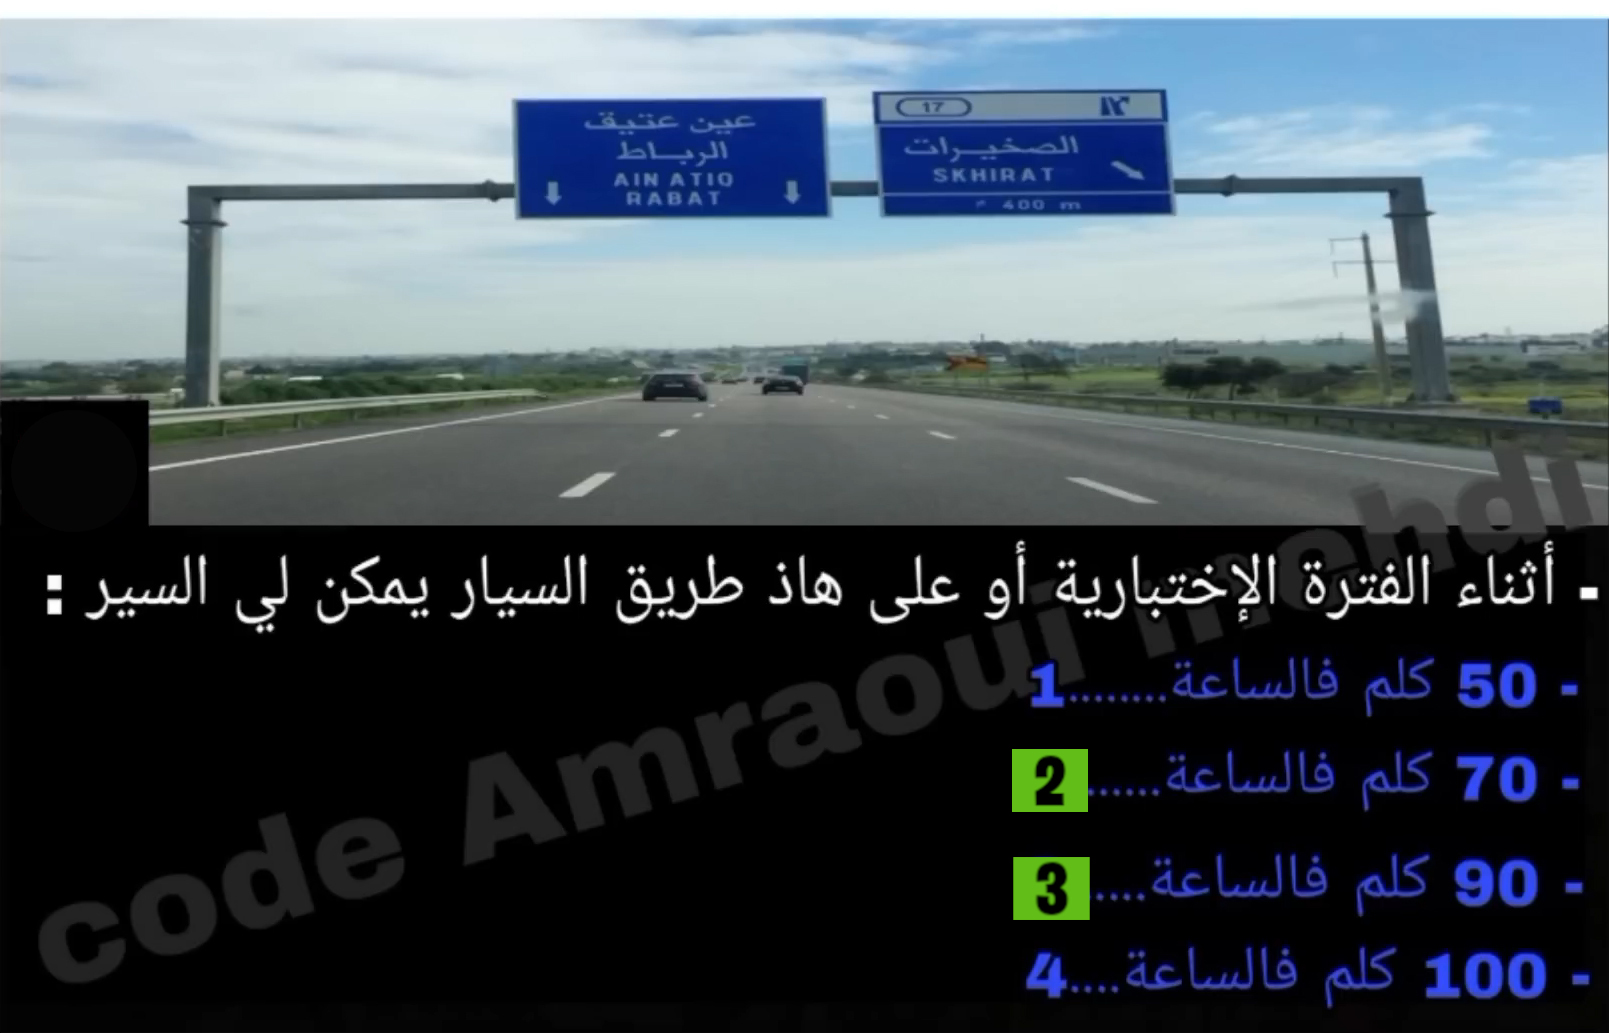 عين عتيق
الرباط
AIN ATIQ
RABAT
17
الصخيرات
SKHIRAT
400 m
- أثناء الفترة الإختبارية أو على هاذ طريق السيار يمكن لي السير :
- 50 كلم فالساعة........1
- 70 كلم فالساعة......2
- 90 كلم فالساعة....3
- 100 كلم فالساعة....4
code Amraoui mehdi